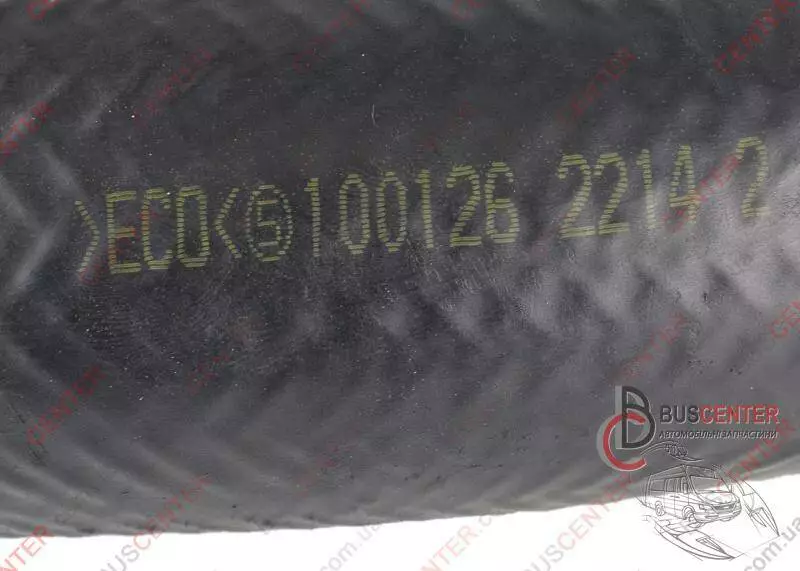 >ECO<⑤100126 2214 2
BUSCENTER
АВТОМОБІЛЬНІ ЗАПЧАСТИНИ